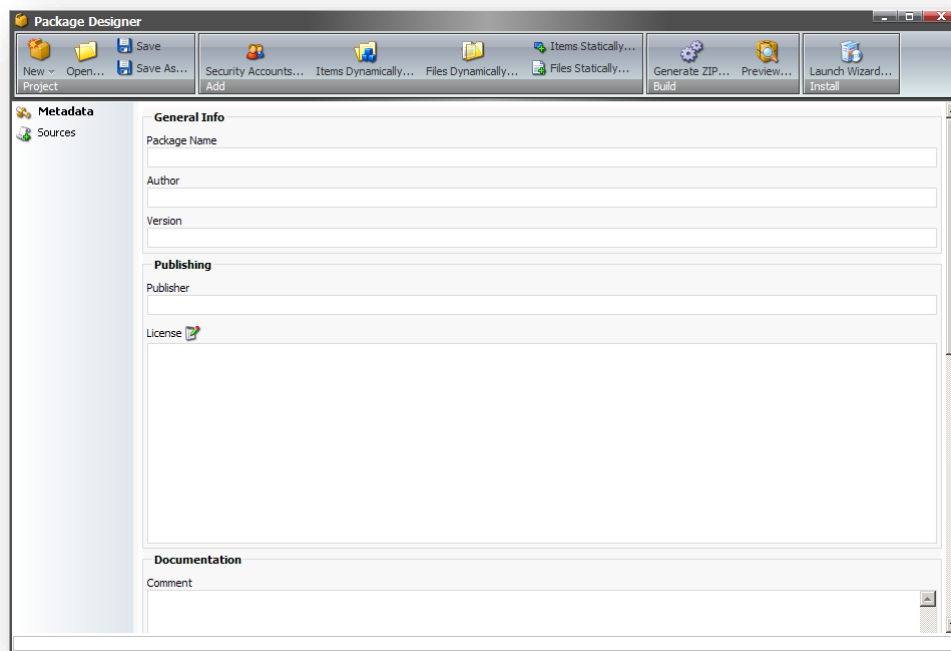 Package Designer
New
Open...
Save
Save As...
Project
Security Accounts...
Items Dynamically...
Files Dynamically...
Items Statically...
Files Statically...
Add
Generate ZIP...
Preview...
Build
Launch Wizard...
Install
Metadata
Sources
General Info
Package Name
Author
Version
Publishing
Publisher
License
Documentation
Comment